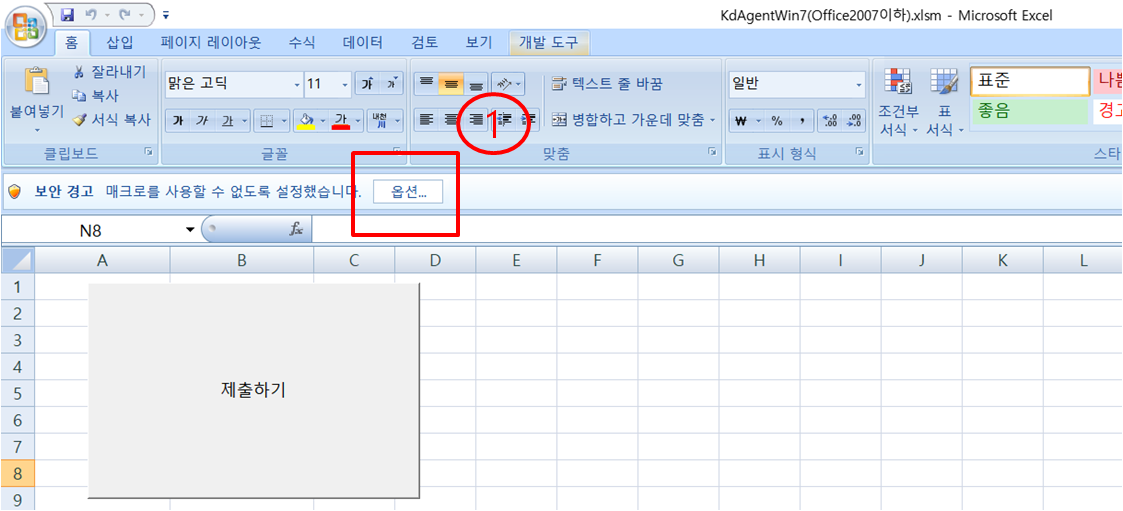 KdAgentWin7(Office2007이하).xlsm - Microsoft Excel
홈 삽입 페이지 레이아웃 수식 데이터 검토 보기 개발 도구
붙여넣기
잘라내기
복사
서식 복사
클립보드
맑은 고딕 11 가 가
가 가 가 가 내천 川
글꼴
1
텍스트 줄 바꿈
병합하고 가운데 맞춤
맞춤
일반
₩ % , .0 .00 .00 .0
표시 형식
조건부 서식
표 서식
표준
좋음
보안 경고 매크로를 사용할 수 없도록 설정했습니다. 옵션...
N8 fx
A B C D E F G H I J K L
1
2
3
4
5
6
7
8
9
제출하기